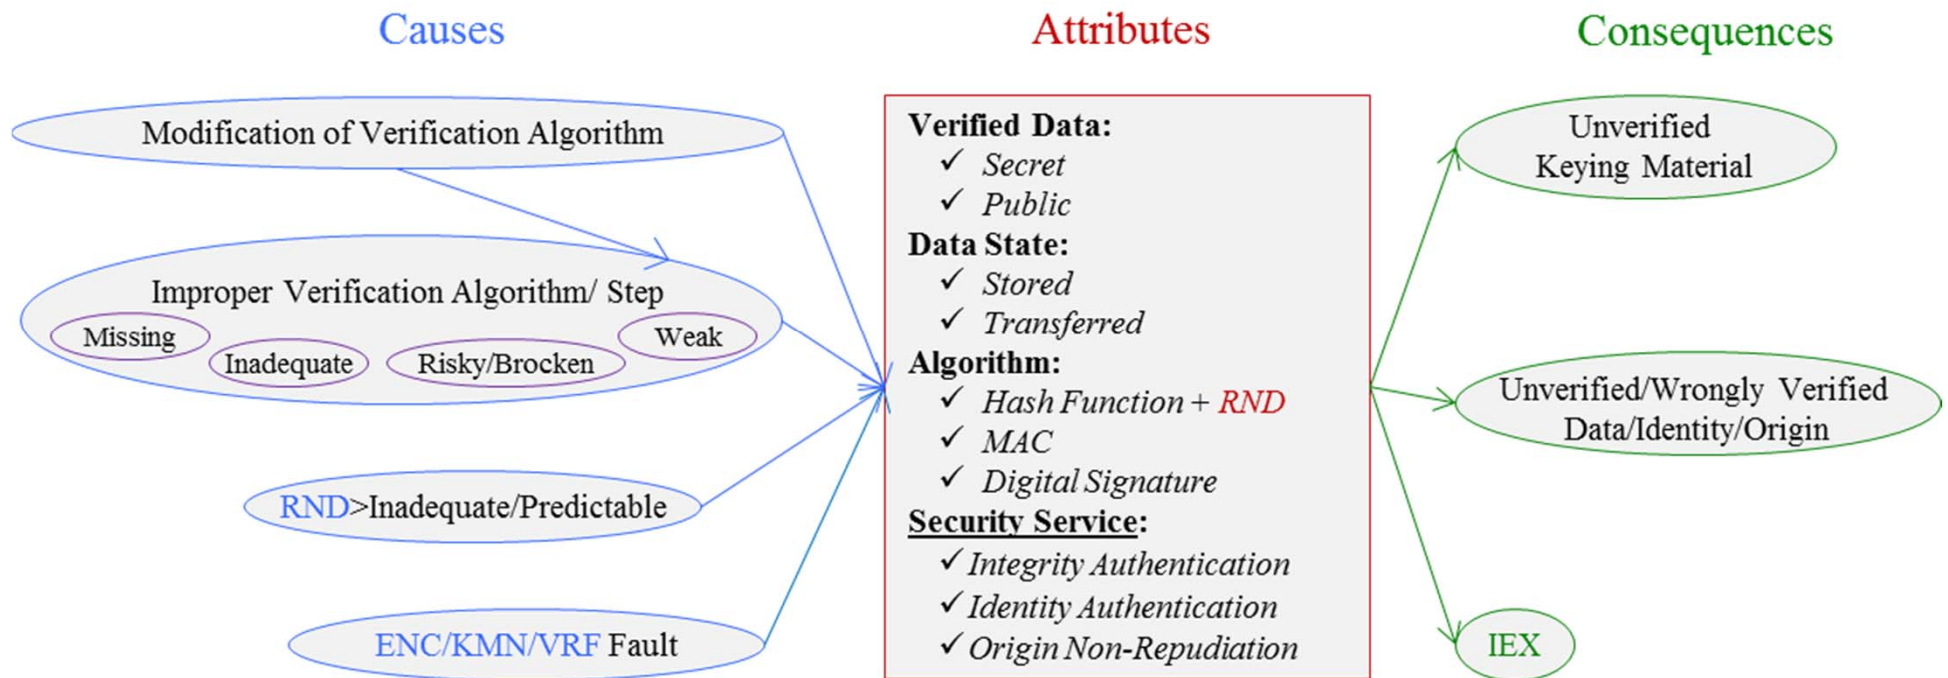 Causes
Attributes
Consequences
Modification of Verification Algorithm
Improper Verification Algorithm/ Step
Missing
Inadequate
Risky/Brocken
Weak
RND>Inadequate/Predictable
ENC/KMN/VRF Fault
Verified Data:
✓ Secret
✓ Public
Data State:
✓ Stored
✓ Transferred
Algorithm:
✓ Hash Function + RND
✓ MAC
✓ Digital Signature
Security Service:
✓ Integrity Authentication
✓ Identity Authentication
✓ Origin Non-Repudiation
Unverified
Keying Material
Unverified/Wrongly Verified
Data/Identity/Origin
IEX